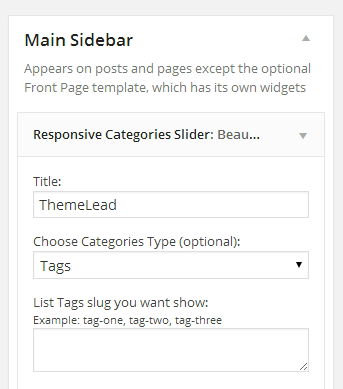 Main Sidebar
Appears on posts and pages except the optional
Front Page template, which has its own widgets
Responsive Categories Slider: Beau...
Title:
ThemeLead
Choose Categories Type (optional):
Tags
List Tags slug you want show:
Example: tag-one, tag-two, tag-three